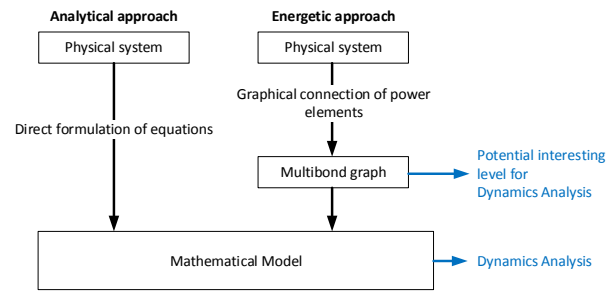 Analytical approach
Energetic approach
Physical system
Physical system
Graphical connection of power
elements
Direct formulation of equations
Potential interesting
level for
Dynamics Analysis
Multibond graph
Mathematical Model
Dynamics Analysis